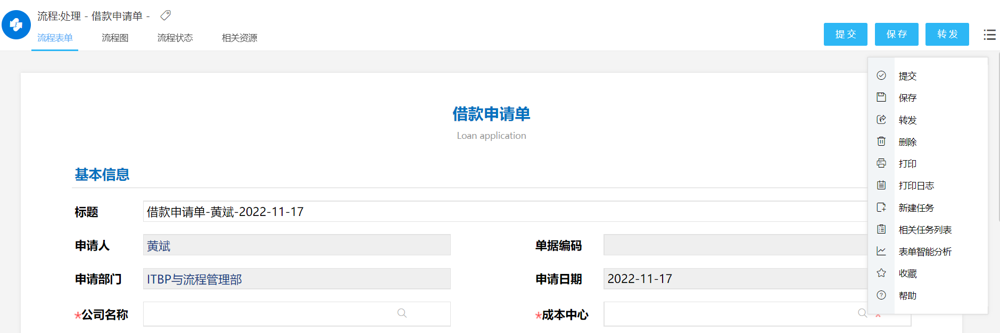 流程:处理 - 借款申请单 -
流程表单 流程图 流程状态 相关资源
提交 保存 转发
提交
保存
转发
删除
打印
打印日志
新建任务
相关任务列表
表单智能分析
收藏
帮助
借款申请单
Loan application
基本信息
标题 借款申请单-黄斌-2022-11-17
申请人 黄斌 单据编码
申请部门 ITBP与流程管理部 申请日期 2022-11-17
*公司名称 *成本中心